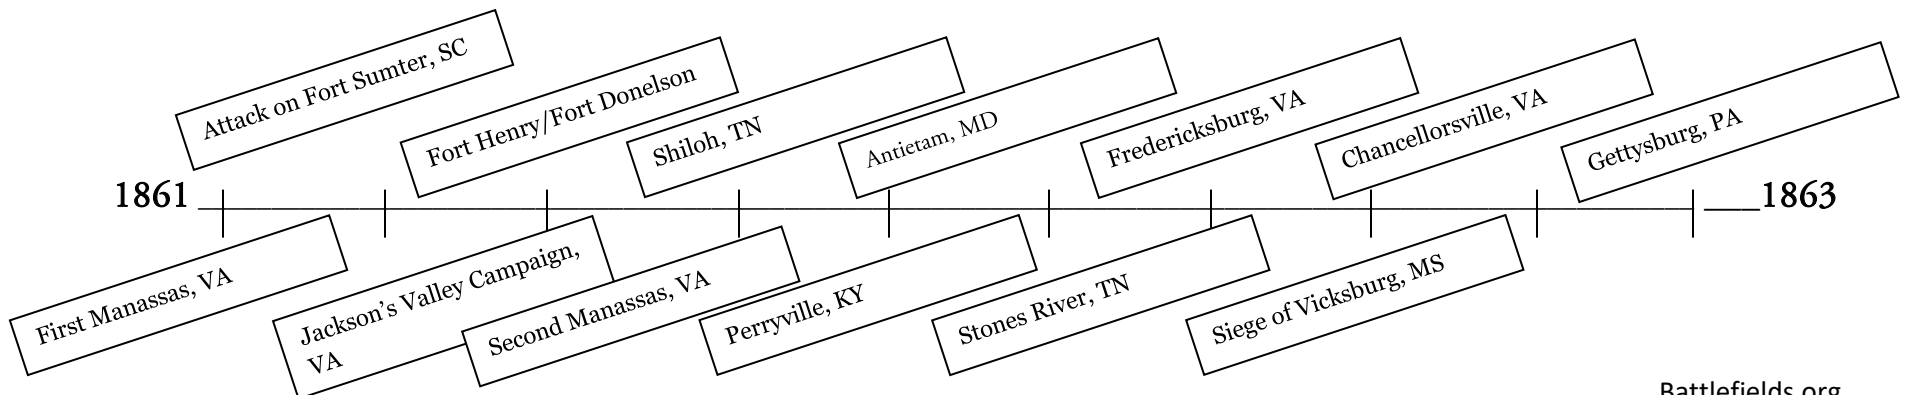 Attack on Fort Sumter, SC
Fort Henry/Fort Donelson
Shiloh, TN
Antietam, MD
Fredericksburg, VA
Chancellorsville, VA
Gettysburg, PA
1861
1863
First Manassas, VA
Jackson's Valley Campaign,
VA
Second Manassas, VA
Perryville, KY
Stones River, TN
Siege of Vicksburg, MS
Battlefields.org